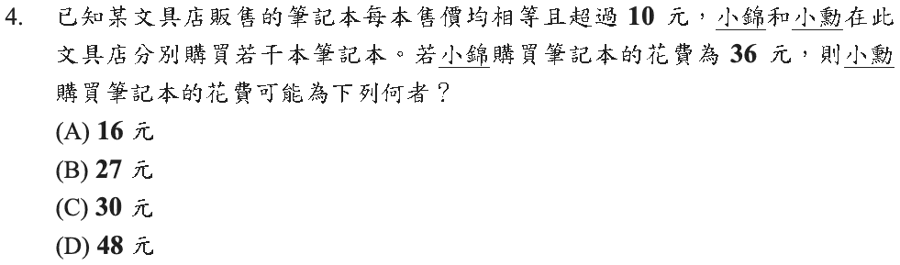 4. 已知某文具店販售的筆記本每本售價均相等且超過 10 元，小錦和小勳在此
文具店分別購買若干本筆記本。若小錦購買筆記本的花費為 36 元，則小勳
購買筆記本的花費可能為下列何者？
(A) 16 元
(B) 27 元
(C) 30 元
(D) 48 元